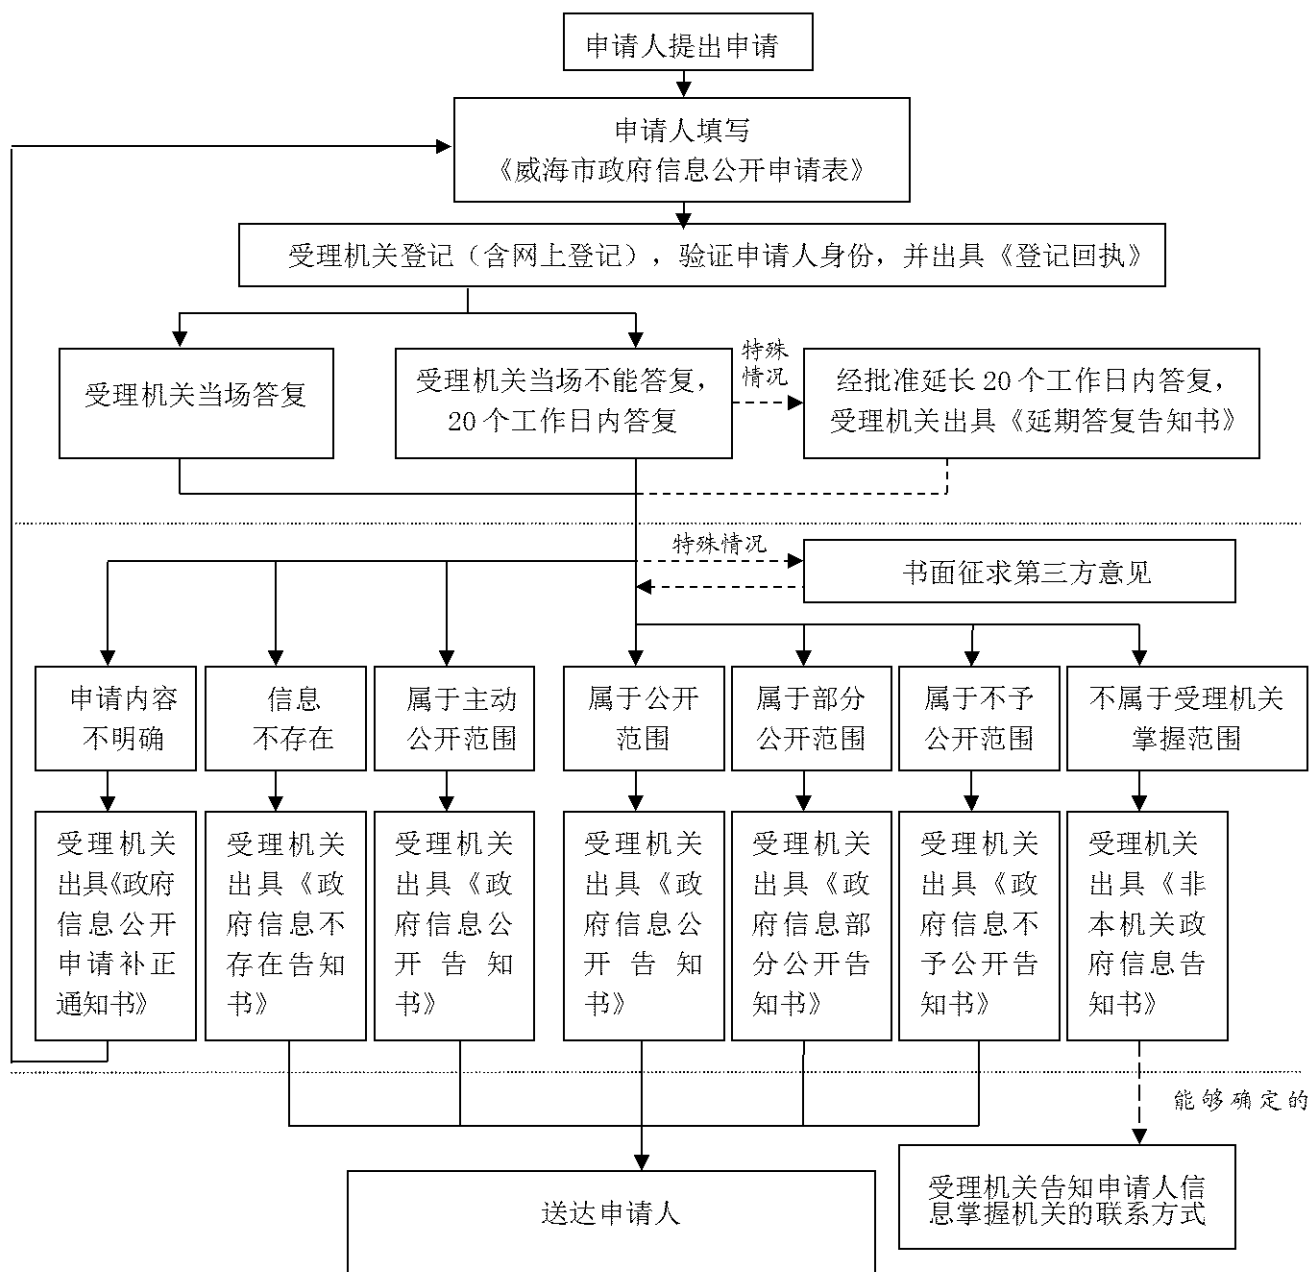 申请人提出申请
申请人填写
《威海市政府信息公开申请表》
受理机关登记（含网上登记），验证申请人身份，并出具《登记回执》
受理机关当场答复
受理机关当场不能答复，
20个工作日内答复
特殊
情况
经批准延长20个工作日内答复，
受理机关出具《延期答复告知书》
特殊情况
书面征求第三方意见
申请内容
不明确
信息
不存在
属于主动
公开范围
属于公开
范围
属于部分
公开范围
属于不予
公开范围
不属于受理机关
掌握范围
受理机关
出具《政府
信息公开
申请补正
通知书》
受理机关
出具《政
府信息不
存在告知
书》
受理机关
出具《政
府信息公
开告知
书》
受理机关
出具《政
府信息公
开告知
书》
受理机关
出具《政
府信息部
分公开告
知书》
受理机关
出具《政
府信息不
予公开告
知书》
受理机关
出具《非
本机关政
府信息告
知书》
能够确定的
送达申请人
受理机关告知申请人信
息掌握机关的联系方式